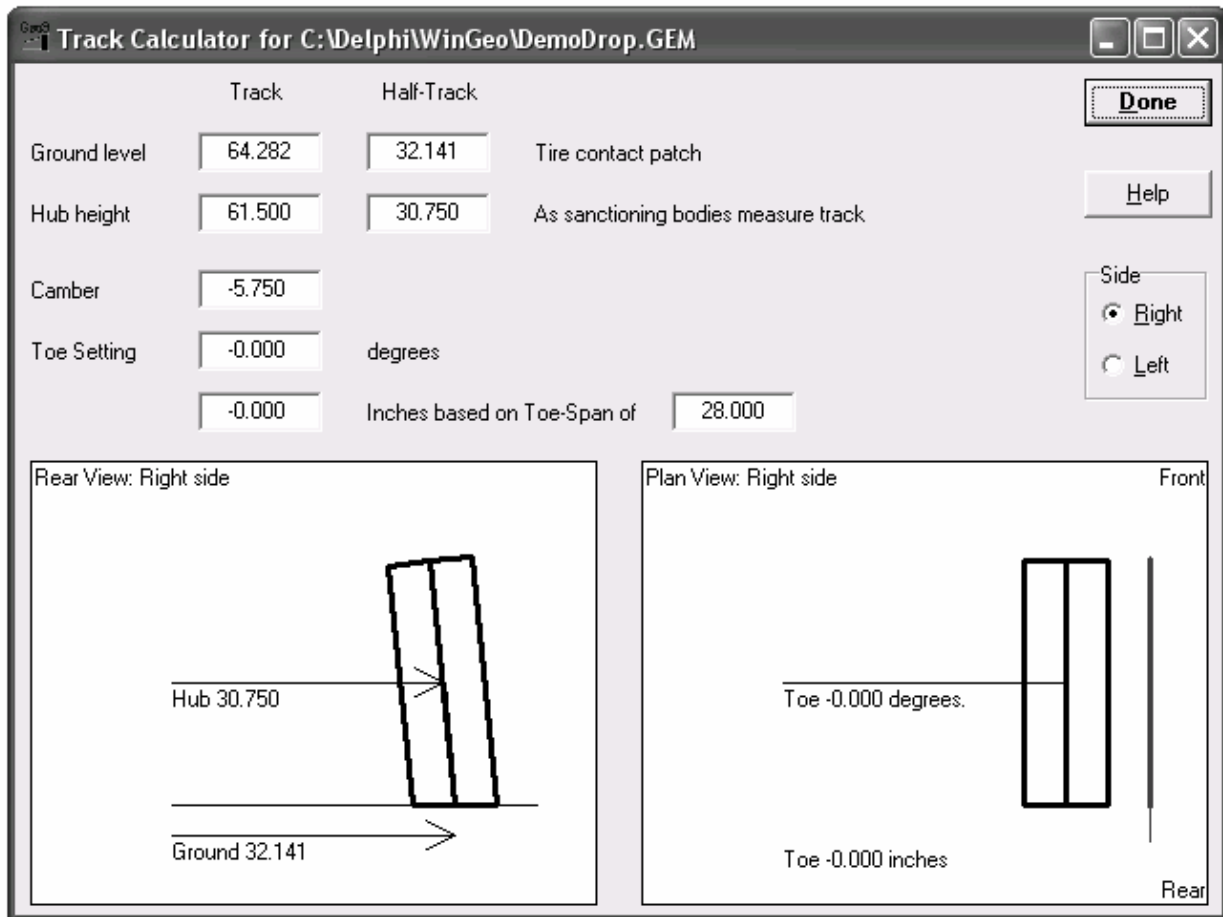 Geo3
Track Calculator for C:\Delphi\WinGeo\DemoDrop.GEM
Track Half-Track
Done
Ground level 64.282 32.141 Tire contact patch
Help
Hub height 61.500 30.750 As sanctioning bodies measure track
Side
Camber -5.750
Right
Toe Setting -0.000 degrees
Left
-0.000 Inches based on Toe-Span of 28.000
Rear View: Right side
Hub 30.750
Ground 32.141
Plan View: Right side Front
Toe -0.000 degrees.
Toe -0.000 inches
Rear